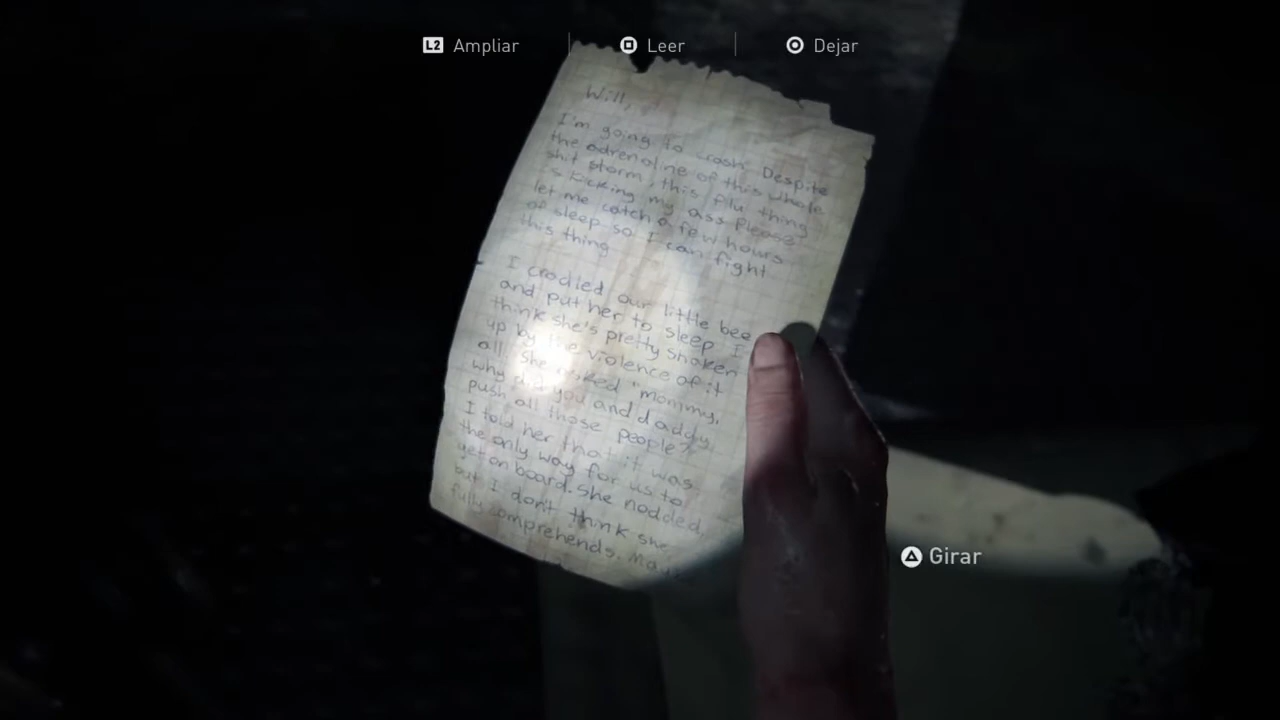 L2 Ampliar
Leer
Dejar
Will,
I'm going to crash Despite
the adrenaline of this whole
shit storm, this flu thing
's kicking my ass please
let me catch a few hours
of sleep so I can fight
this thing
I cradled our little bee
and put her to sleep I
think she's pretty shaken
up by the violence of it
all. She asked "mommy,
why did you and daddy
push all those people?"
I told her that it was
the only way for us to
get on board. She nodded,
but I don't think she
fully comprehends.
Girar